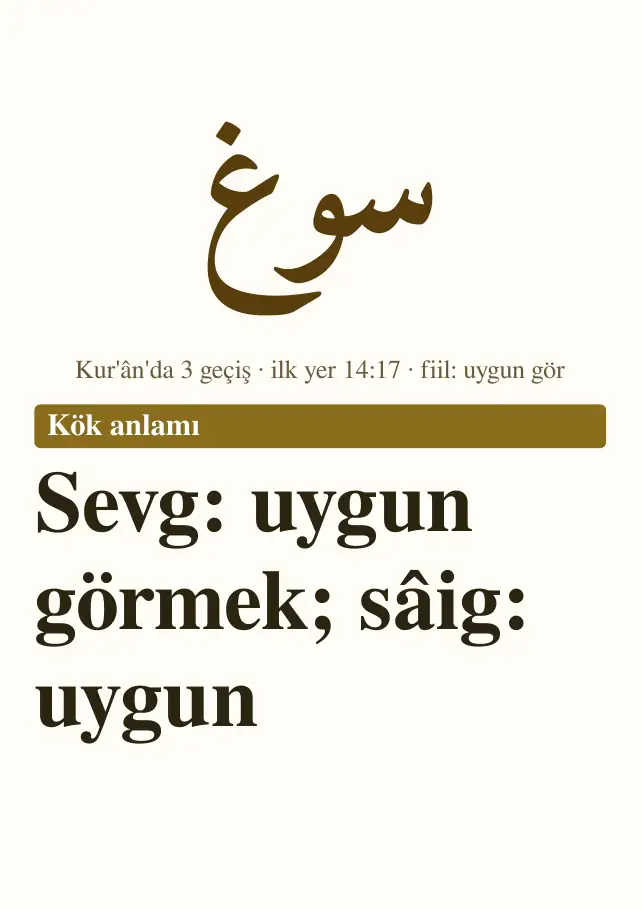 سوغ
Kur'ân'da 3 geçiş · ilk yer 14:17 · fiil: uygun gör
Kök anlamı
Sevg: uygun
görmek; sâig:
uygun